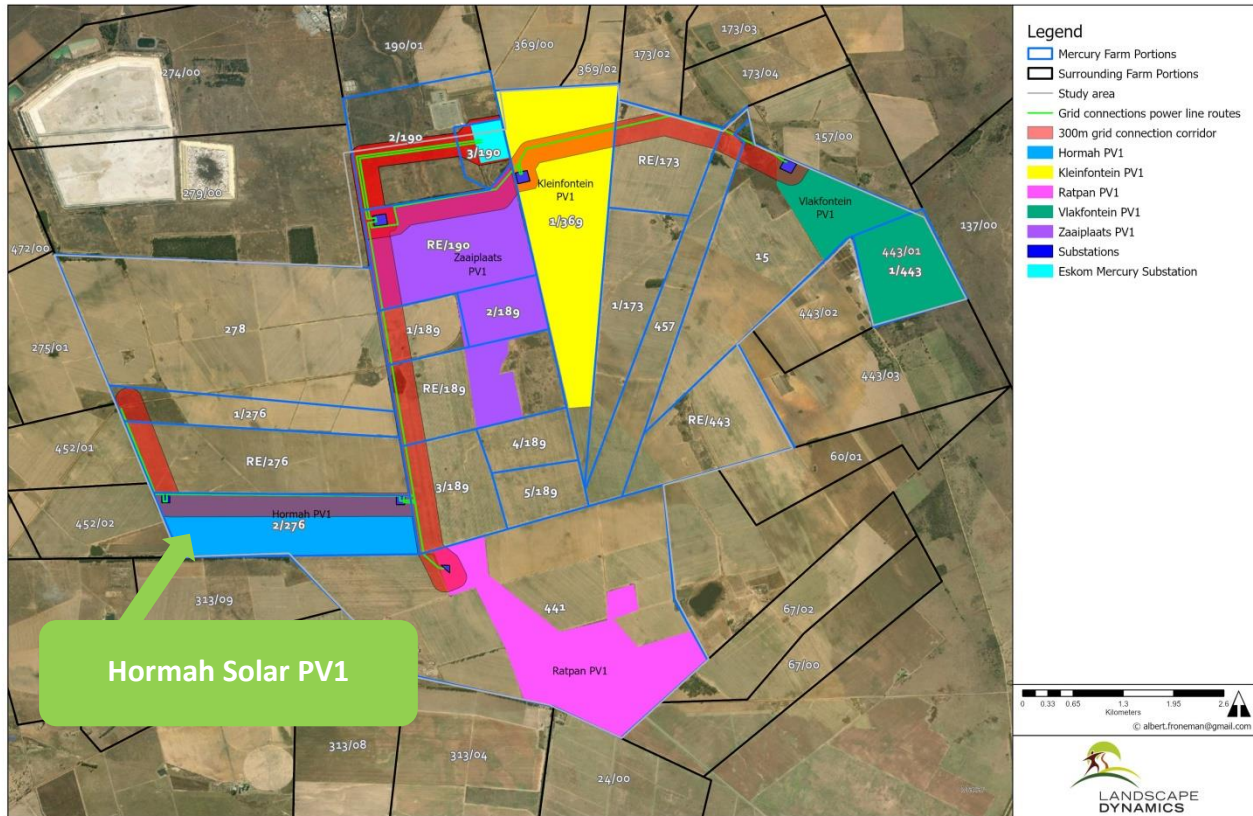 190/01
369/00
173/03
173/02
369/02
173/04
274/00
2/190
3/190
157/00
RE/173
Kleinfontein
PV1
1/369
279/00
Vlakfontein
PV1
137/00
472/00
RE/190
Zaaiplaats
PV1
443/01
1/443
15
278
1/189
2/189
1/173
457
443/02
275/01
RE/189
443/03
1/276
RE/443
452/01
RE/276
4/189
60/01
3/189
5/189
452/02
Hormah PV1
2/276
313/09
441
67/02
67/00
Hormah Solar PV1
Ratpan PV1
313/08
313/04
24/00
Legend
Mercury Farm Portions
Surrounding Farm Portions
Study area
Grid connections power line routes
300m grid connection corridor
Hormah PV1
Kleinfontein PV1
Ratpan PV1
Vlakfontein PV1
Zaaiplaats PV1
Substations
Eskom Mercury Substation
0 0.33 0.65 1.3 1.95 2.6
Kilometers
© albert.froneman@gmail.com
LANDSCAPE
DYNAMICS